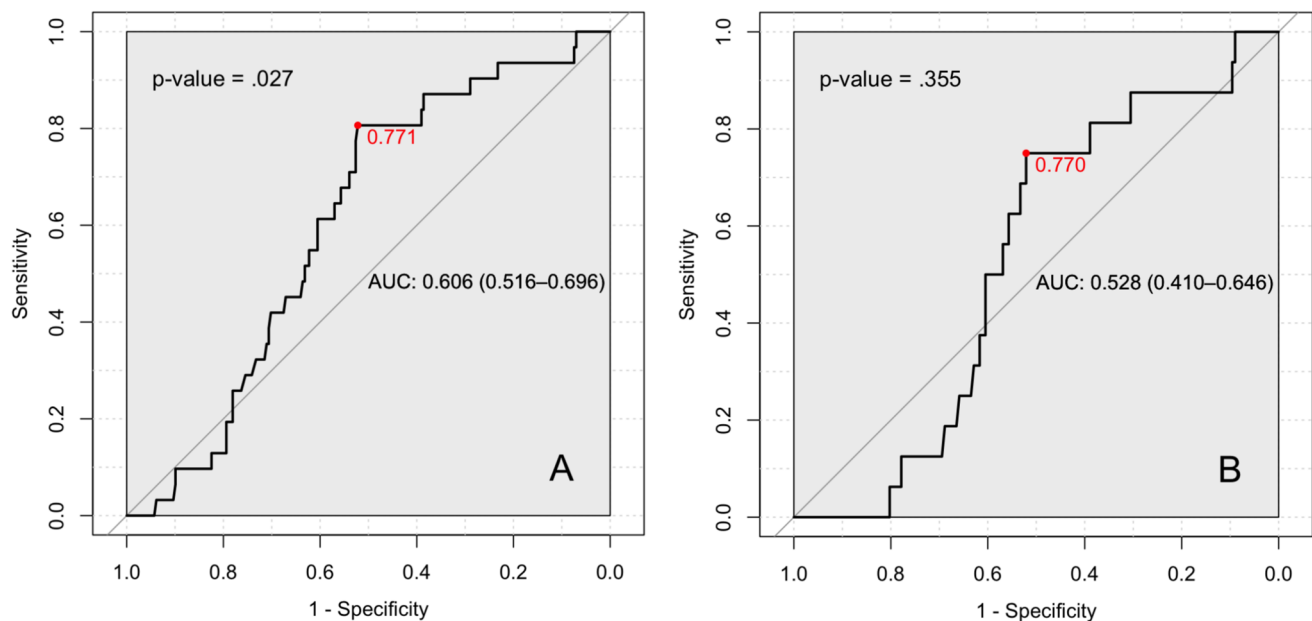 p-value = .027
0.771
AUC: 0.606 (0.516–0.696)
A
Sensitivity
0.0
0.2
0.4
0.6
0.8
1.0
1.0 0.8 0.6 0.4 0.2 0.0
1 - Specificity
p-value = .355
0.770
AUC: 0.528 (0.410–0.646)
B
Sensitivity
0.0
0.2
0.4
0.6
0.8
1.0
1.0 0.8 0.6 0.4 0.2 0.0
1 - Specificity